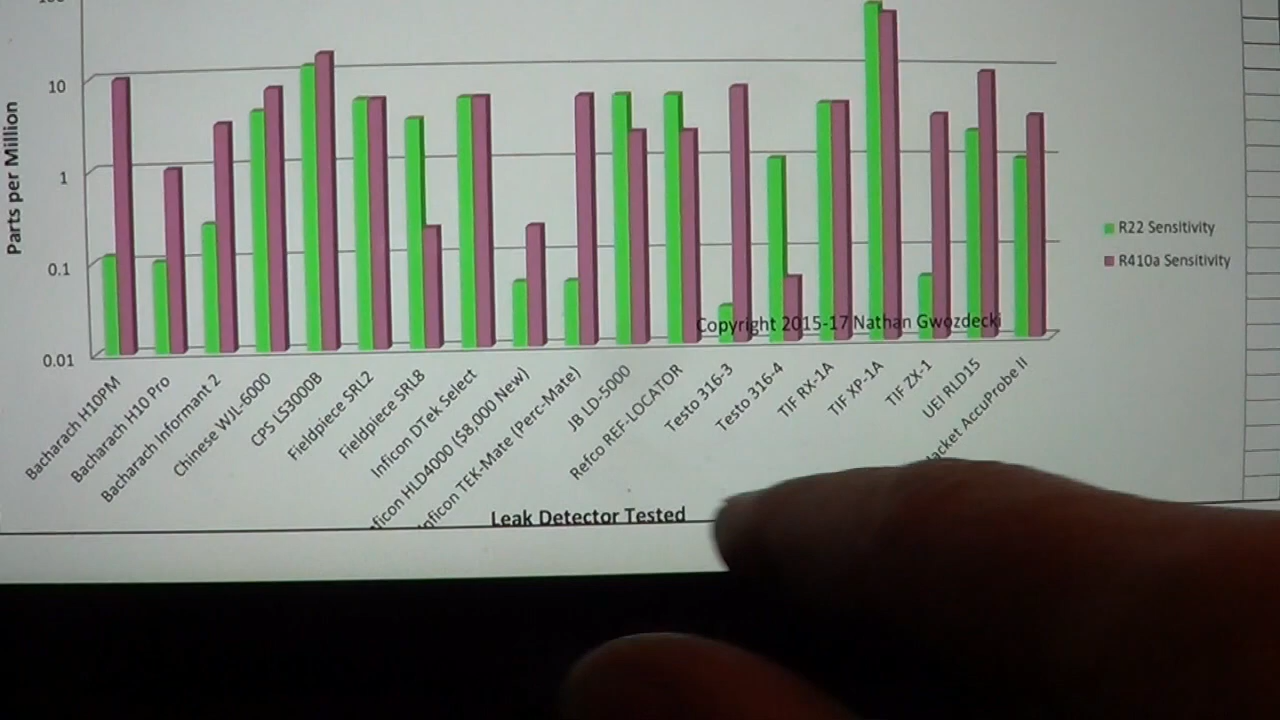 10
1
0.1
0.01
Parts per Million
R22 Sensitivity
R410a Sensitivity
Copyright 2015-17 Nathan Gwozdecki
Bacharach H10PM
Bacharach H10 Pro
Bacharach Informant 2
Chinese WJL-6000
CPS LS3000B
Fieldpiece SRL2
Fieldpiece SRL8
Inficon DTek Select
HLD4000 ($8,000 New)
TEK-Mate (Perc-Mate)
JB LD-5000
Refco REF-LOCATOR
Testo 316-3
Testo 316-4
TIF RX-1A
TIF XP-1A
TIF ZX-1
UEI RLD15
AccuProbe II
Leak Detector Tested